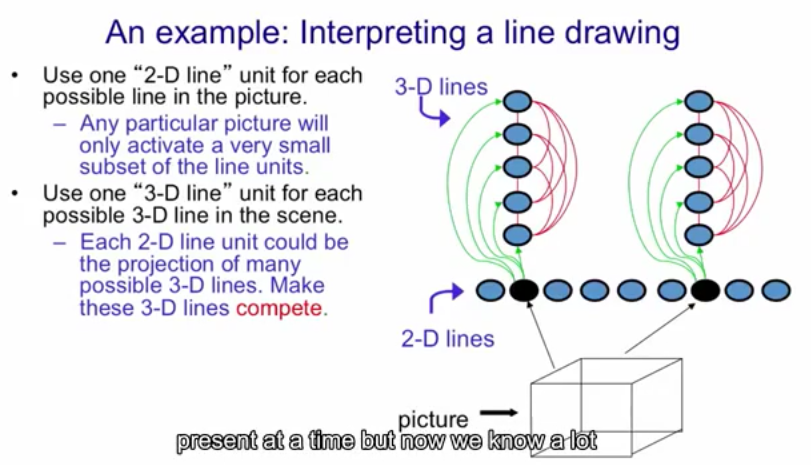 An example: Interpreting a line drawing
• Use one “2-D line” unit for each
possible line in the picture.
– Any particular picture will
only activate a very small
subset of the line units.
• Use one “3-D line” unit for each
possible 3-D line in the scene.
– Each 2-D line unit could be
the projection of many
possible 3-D lines. Make
these 3-D lines compete.
3-D lines
2-D lines
picture
present at a time but now we know a lot